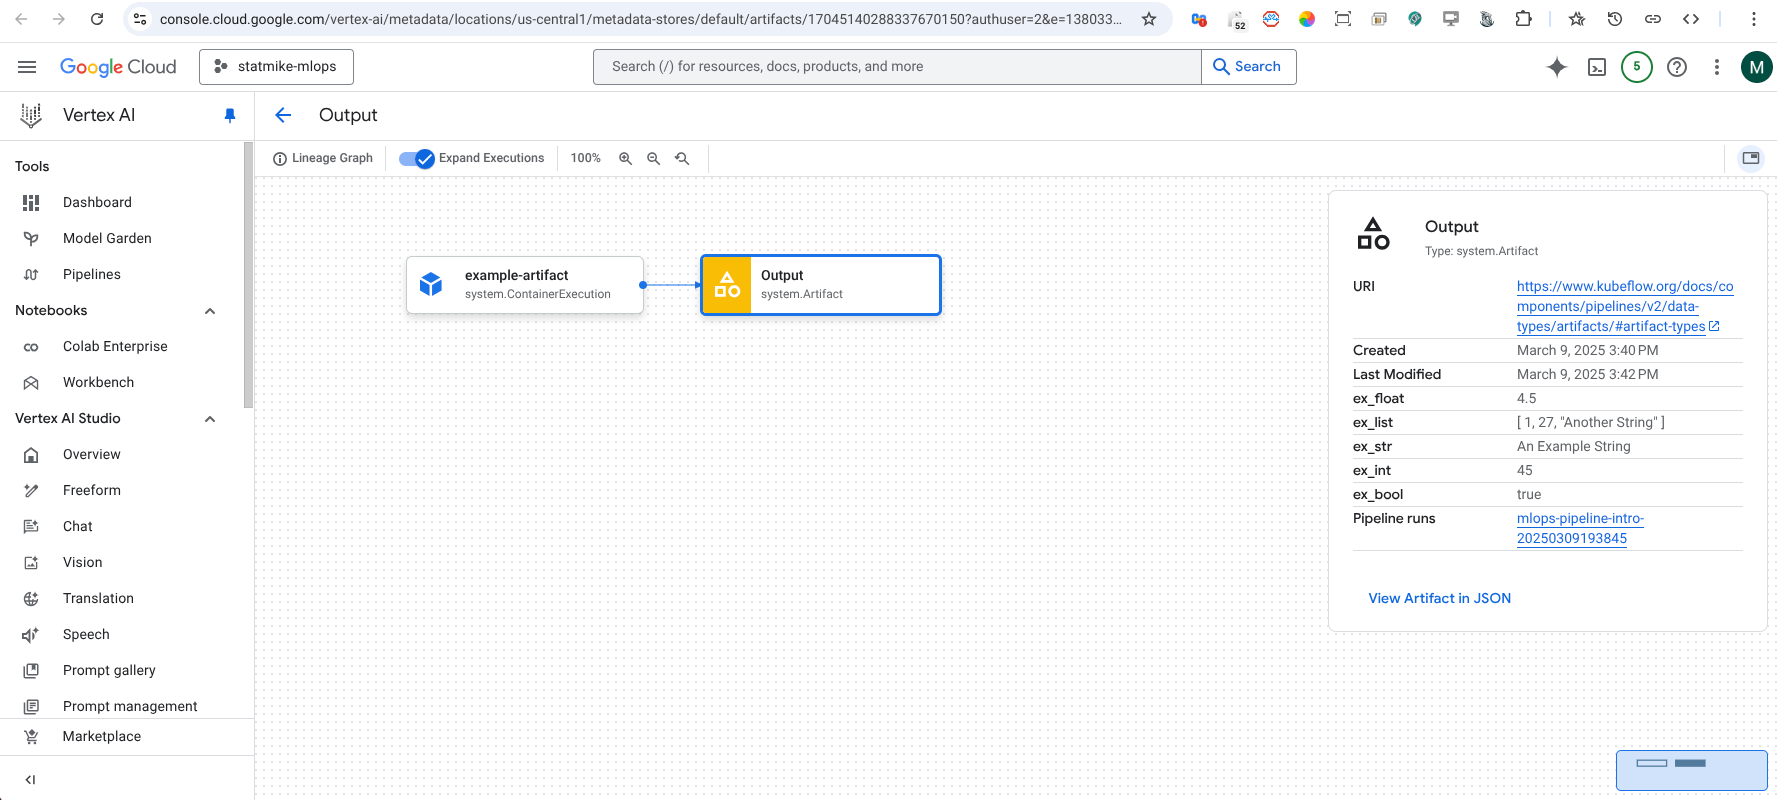 console.cloud.google.com/vertex-ai/metadata/locations/us-central1/metadata-stores/default/artifacts/17045140288337670150?authuser=2&e=138033...
52
Google Cloud
statmike-mlops
Search (/) for resources, docs, products, and more
Search
5
M
Vertex AI
Output
Lineage Graph
Expand Executions
100%
Tools
Dashboard
Model Garden
Pipelines
Notebooks
Colab Enterprise
Workbench
Vertex AI Studio
Overview
Freeform
Chat
Vision
Translation
Speech
Prompt gallery
Prompt management
Marketplace
example-artifact
system.ContainerExecution
Output
system.Artifact
Output
Type: system.Artifact
URI
https://www.kubeflow.org/docs/co
mponents/pipelines/v2/data-
types/artifacts/#artifact-types
Created March 9, 2025 3:40 PM
Last Modified March 9, 2025 3:42 PM
ex_float 4.5
ex_list [ 1, 27, "Another String" ]
ex_str An Example String
ex_int 45
ex_bool true
Pipeline runs mlops-pipeline-intro-
20250309193845
View Artifact in JSON